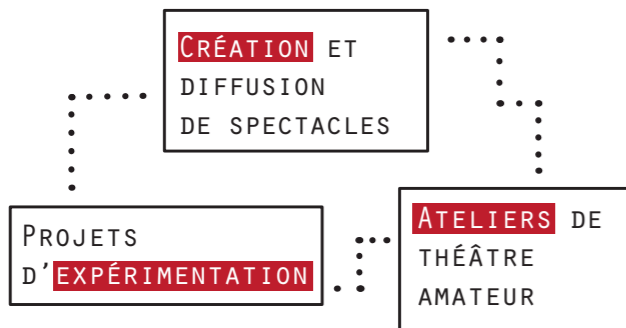 CRÉATION ET
DIFFUSION
DE SPECTACLES
PROJETS
D'EXPÉRIMENTATION
ATELIERS DE
THÉÂTRE
AMATEUR